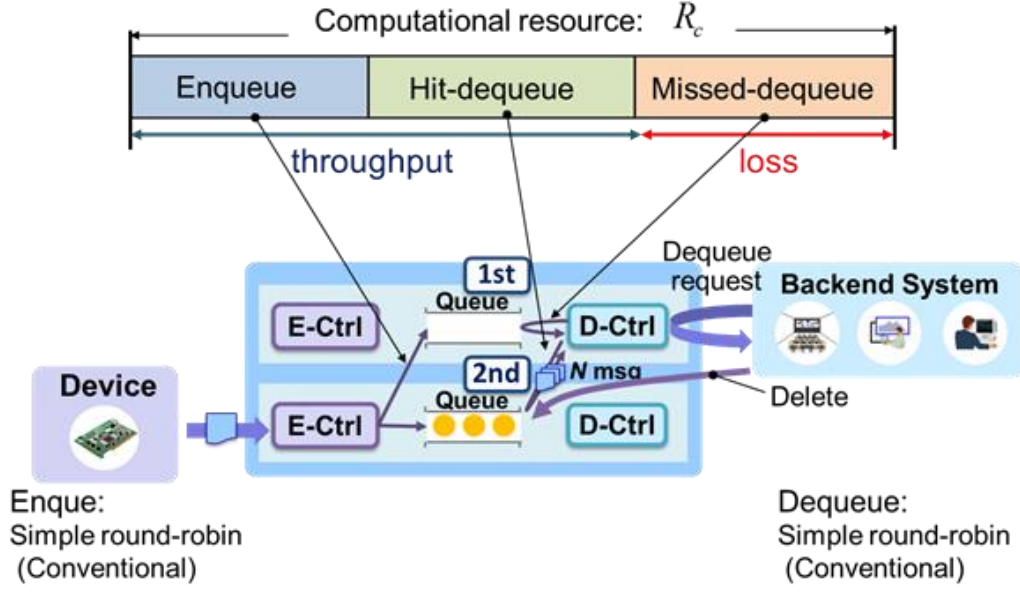 Computational resource: R_c
Enqueue
Hit-dequeue
Missed-dequeue
throughput
loss
Dequeue
request
1st
Queue
E-Ctrl
D-Ctrl
Backend System
2nd
N msg
Queue
Device
E-Ctrl
D-Ctrl
Delete
Enque:
Simple round-robin
(Conventional)
Dequeue:
Simple round-robin
(Conventional)